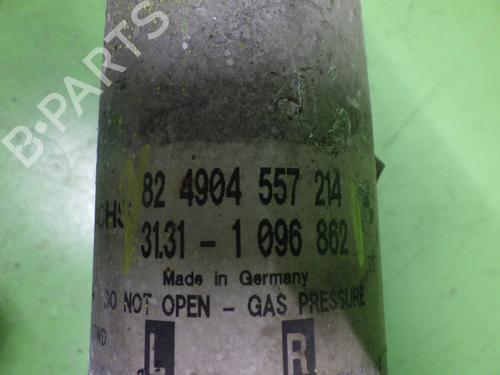 B-PARTS
82 4904 557 214
31.31 - 1 096 862
Made in Germany
DO NOT OPEN - GAS PRESSURE
L R